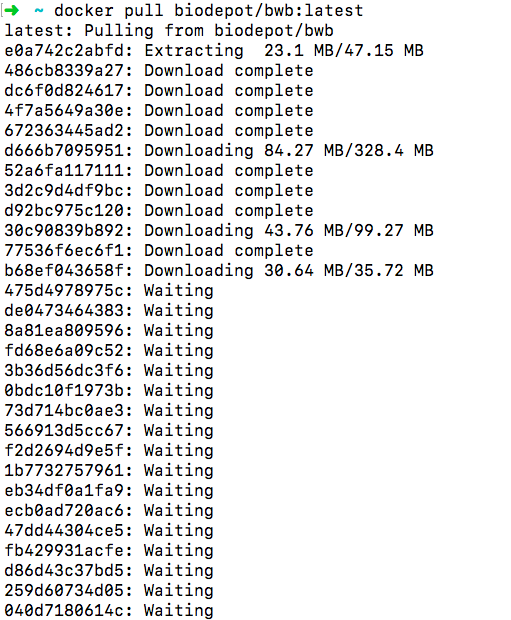 ➜ ~ docker pull biodepot/bwb:latest
latest: Pulling from biodepot/bwb
e0a742c2abfd: Extracting 23.1 MB/47.15 MB
486cb8339a27: Download complete
dc6f0d824617: Download complete
4f7a5649a30e: Download complete
672363445ad2: Download complete
d666b7095951: Downloading 84.27 MB/328.4 MB
52a6fa117111: Download complete
3d2c9d4df9bc: Download complete
d92bc975c120: Download complete
30c90839b892: Downloading 43.76 MB/99.27 MB
77536f6ec6f1: Download complete
b68ef043658f: Downloading 30.64 MB/35.72 MB
475d4978975c: Waiting
de0473464383: Waiting
8a81ea809596: Waiting
fd68e6a09c52: Waiting
3b36d56dc3f6: Waiting
0bdc10f1973b: Waiting
73d714bc0ae3: Waiting
566913d5cc67: Waiting
f2d2694d9e5f: Waiting
1b7732757961: Waiting
eb34df0a1fa9: Waiting
ecb0ad720ac6: Waiting
47dd44304ce5: Waiting
fb429931acfe: Waiting
d86d43c37bd5: Waiting
259d60734d05: Waiting
040d7180614c: Waiting